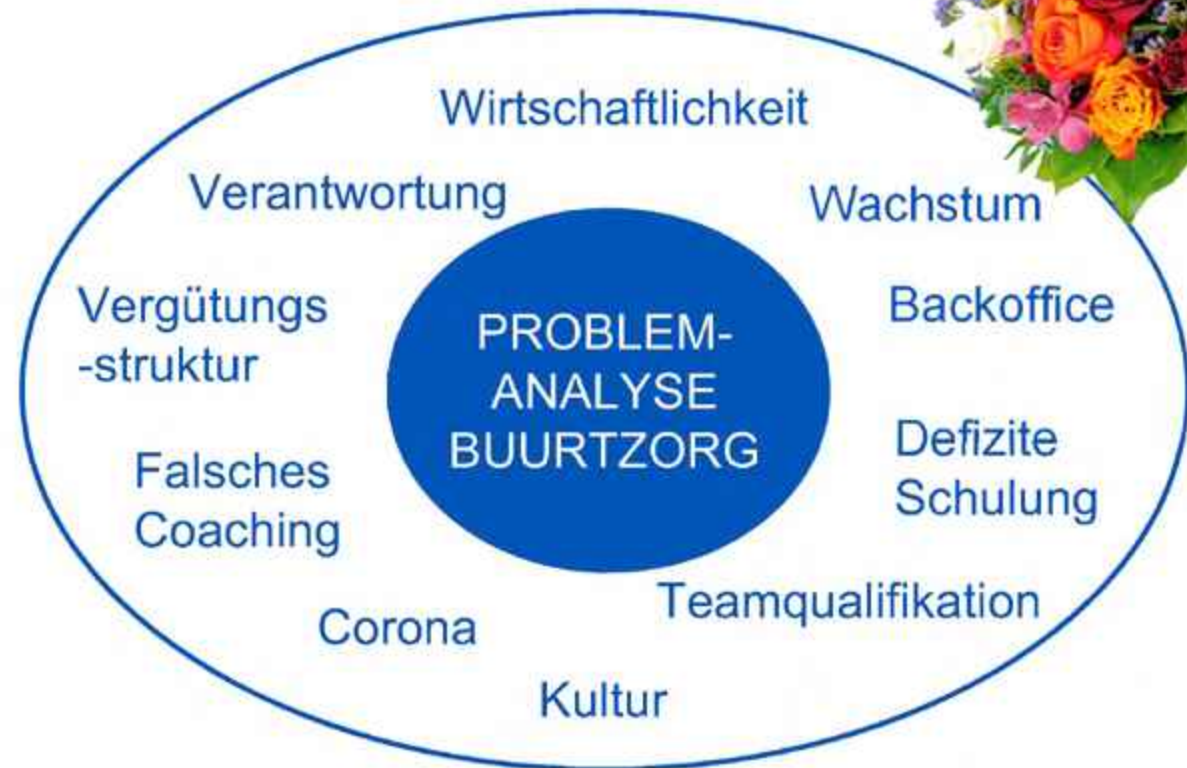 Wirtschaftlichkeit
Verantwortung
Wachstum
Vergütungs
-struktur
Backoffice
PROBLEM-
ANALYSE
BUURTZORG
Falsches
Coaching
Defizite
Schulung
Corona
Teamqualifikation
Kultur